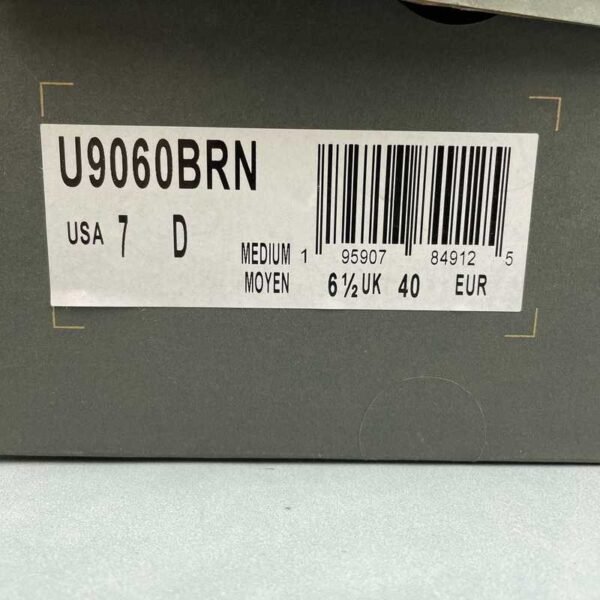 U9060BRN
USA 7 D
MEDIUM
MOYEN
1 95907 84912 5
6½ UK 40 EUR